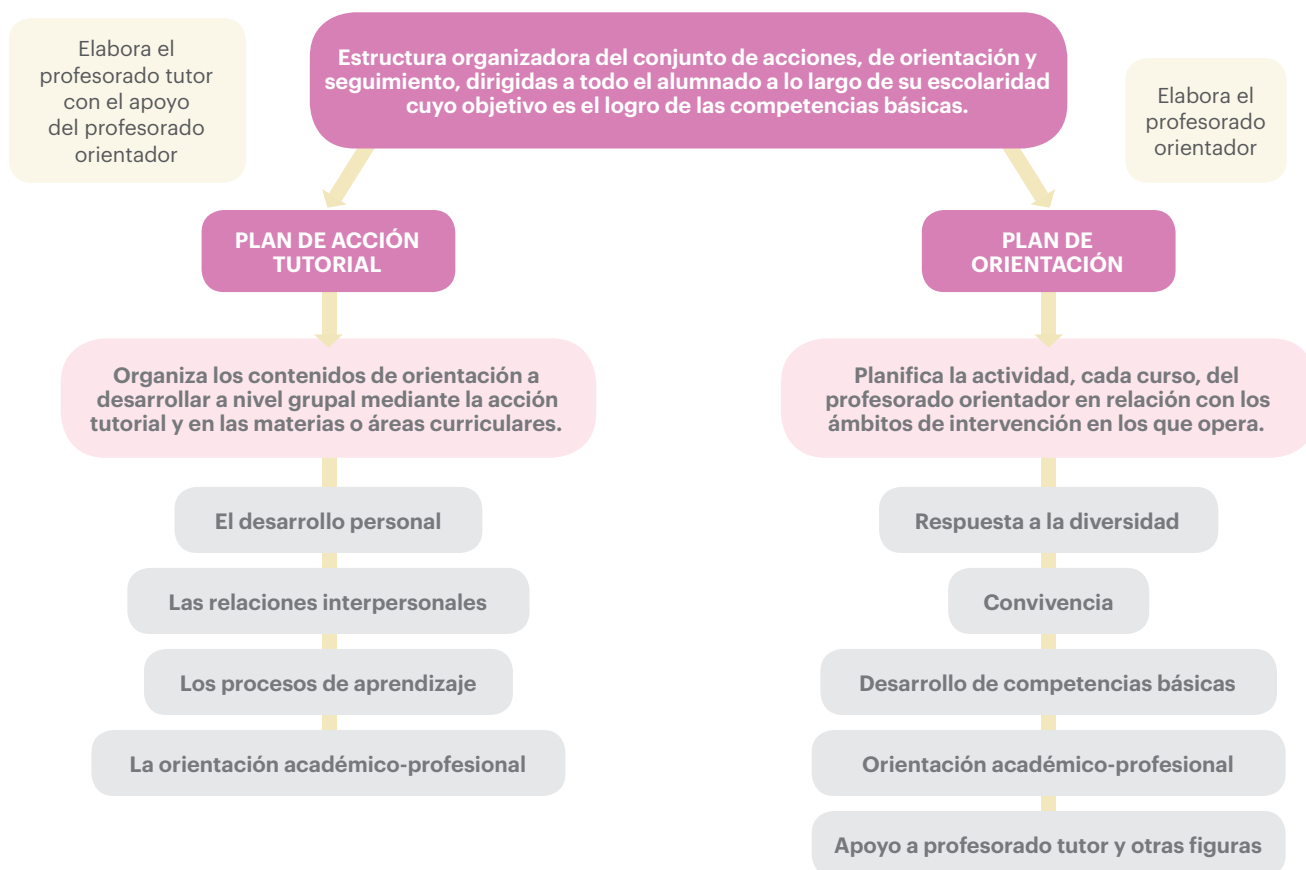 Elabora el
profesorado tutor
con el apoyo
del profesorado
orientador
Estructura organizadora del conjunto de acciones, de orientación y
seguimiento, dirigidas a todo el alumnado a lo largo de su escolaridad
cuyo objetivo es el logro de las competencias básicas.
Elabora el
profesorado
orientador
PLAN DE ACCIÓN
TUTORIAL
Organiza los contenidos de orientación a
desarrollar a nivel grupal mediante la acción
tutorial y en las materias o áreas curriculares.
El desarrollo personal
Las relaciones interpersonales
Los procesos de aprendizaje
La orientación académico-profesional
PLAN DE
ORIENTACIÓN
Planifica la actividad, cada curso, del
profesorado orientador en relación con los
ámbitos de intervención en los que opera.
Respuesta a la diversidad
Convivencia
Desarrollo de competencias básicas
Orientación académico-profesional
Apoyo a profesorado tutor y otras figuras